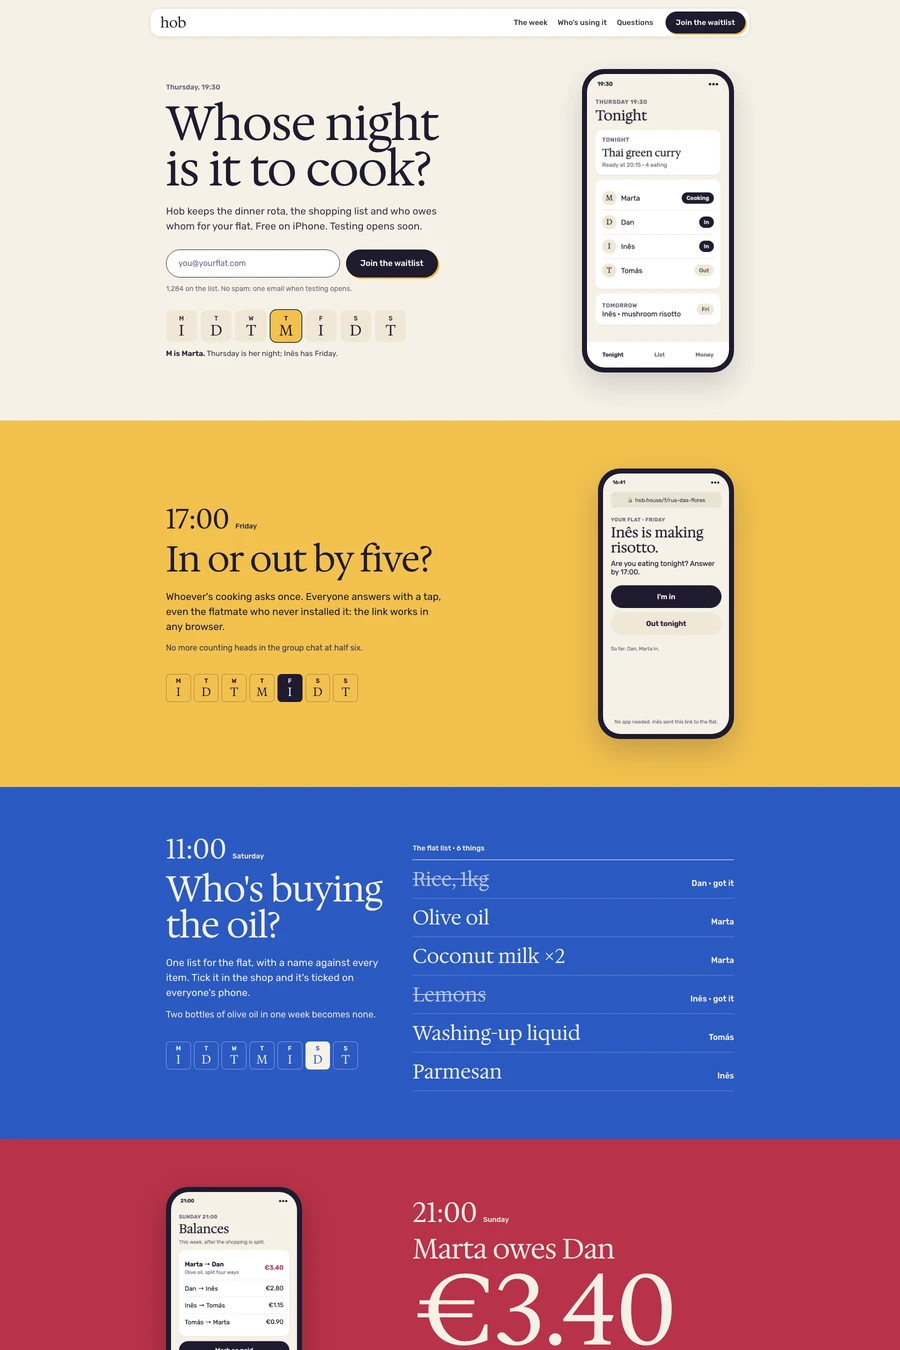 hob
The week
Who's using it
Questions
Join the waitlist
Thursday, 19:30
Whose night
is it to cook?
Hob keeps the dinner rota, the shopping list and who owes
whom for your flat. Free on iPhone. Testing opens soon.
you@yourflat.com
Join the waitlist
1,284 on the list. No spam: one email when testing opens.
M T W T F S S
I D T M I D T
M is Marta. Thursday is her night; Inês has Friday.
19:30
THURSDAY 19:30
Tonight
TONIGHT
Thai green curry
Ready at 20:15 • 4 eating
M Marta Cooking
D Dan In
I Inês In
T Tomás Out
TOMORROW
Inês • mushroom risotto
Fri
Tonight List Money
17:00 Friday
In or out by five?
Whoever's cooking asks once. Everyone answers with a tap,
even the flatmate who never installed it: the link works in
any browser.
No more counting heads in the group chat at half six.
M T W T F S S
I D T M I D T
16:41
hob.house/f/rua-das-flores
YOUR FLAT • FRIDAY
Inês is making
risotto.
Are you eating tonight? Answer
by 17:00.
I'm in
Out tonight
So far: Dan, Marta in.
No app needed. Inês sent this link to the flat.
11:00 Saturday
Who's buying
the oil?
One list for the flat, with a name against every
item. Tick it in the shop and it's ticked on
everyone's phone.
Two bottles of olive oil in one week becomes none.
M T W T F S S
I D T M I D T
The flat list • 6 things
Rice, 1kg Dan • got it
Olive oil Marta
Coconut milk ×2 Marta
Lemons Inês • got it
Washing-up liquid Tomás
Parmesan Inês
21:00
SUNDAY 21:00
Balances
This week, after the shopping is split.
Marta → Dan €3.40
Olive oil, split four ways
Dan → Inês €2.80
Inês → Tomás €1.15
Tomás → Marta €0.90
21:00 Sunday
Marta owes Dan
€3.40